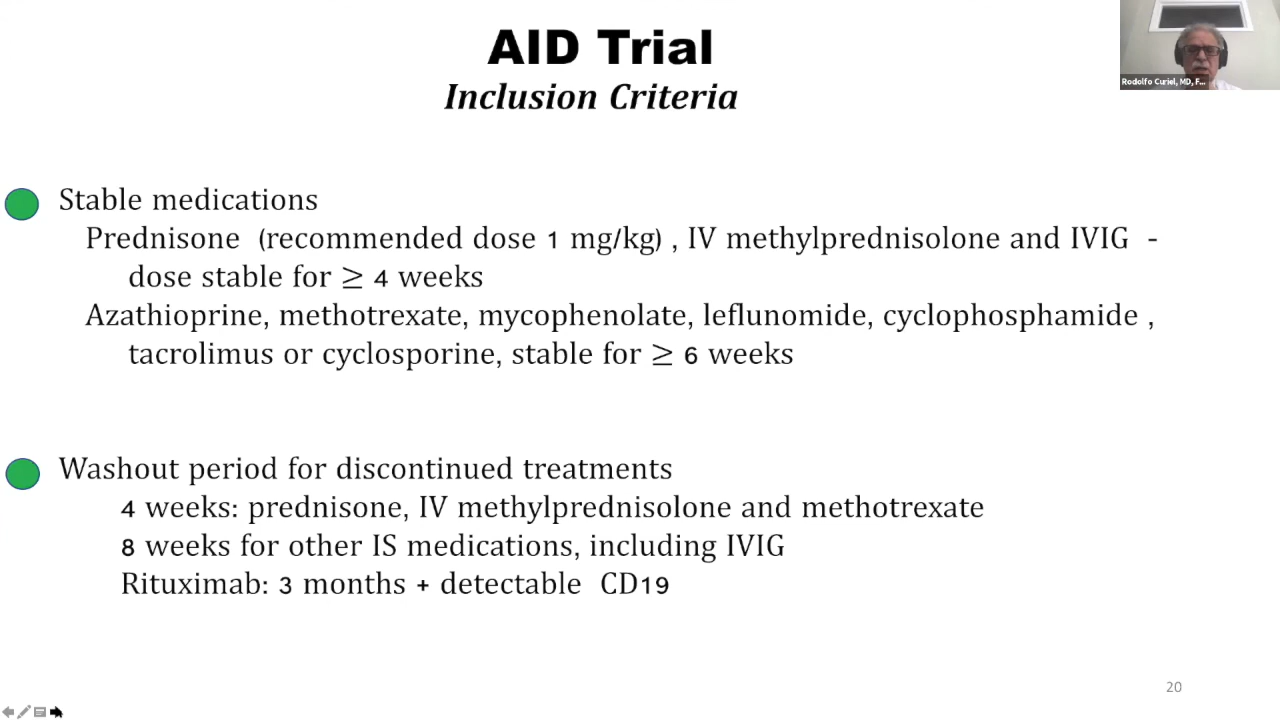 AID Trial
Inclusion Criteria
Rodolfo Curiel, MD, F...
Stable medications
Prednisone (recommended dose 1 mg/kg) , IV methylprednisolone and IVIG -
dose stable for ≥ 4 weeks
Azathioprine, methotrexate, mycophenolate, leflunomide, cyclophosphamide ,
tacrolimus or cyclosporine, stable for ≥ 6 weeks
Washout period for discontinued treatments
4 weeks: prednisone, IV methylprednisolone and methotrexate
8 weeks for other IS medications, including IVIG
Rituximab: 3 months + detectable CD19
20